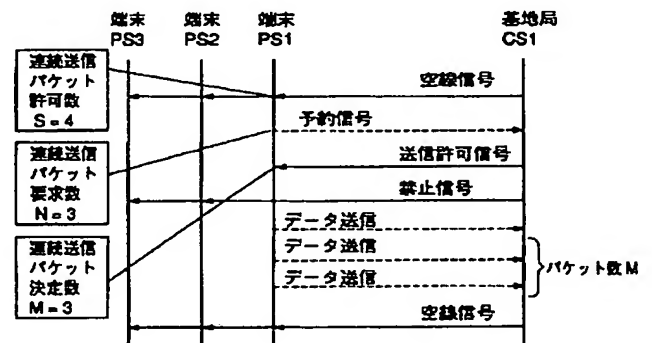 端末
PS3
端末
PS2
端末
PS1
基地局
CS1
連続送信
パケット
許可数
S=4
空線信号
予約信号
連続送信
パケット
要求数
N=3
送信許可信号
禁止信号
データ送信
データ送信
データ送信
パケット数M
連続送信
パケット
決定数
M=3
空線信号